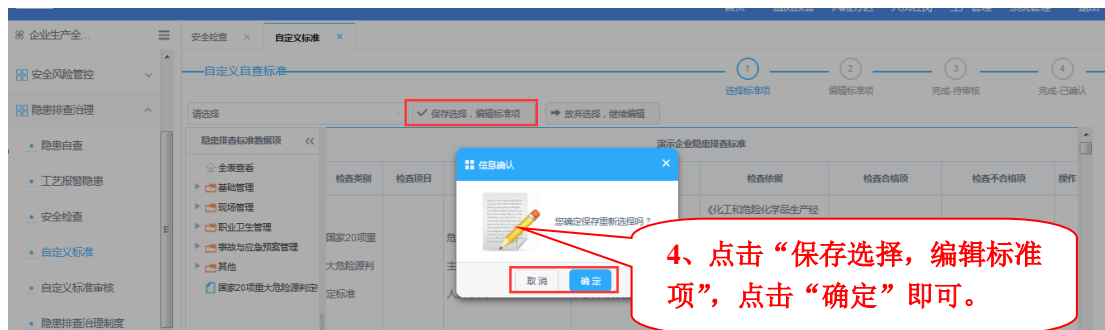 企业生产全...
安全检查 ×
自定义标准 ×
安全风险管控
隐患排查治理
隐患自查
工艺报警隐患
安全检查
自定义标准
自定义标准审核
隐患排查治理制度
自定义自查标准
1
2
3
4
选择标准项
编辑标准项
完成-待审核
完成-已确认
请选择
保存选择，编辑标准项
放弃选择，继续编辑
隐患排查标准数据项 <<
全表查看
基础管理
现场管理
职业卫生管理
事故与应急预案管理
其他
国家20项重大危险源判定
演示企业隐患排查标准
检查类别
检查项目
检查依据
检查合格项
检查不合格项
操作
国家20项重
大危险源判
定标准
《化工和危险化学品生产经
信息确认 ×
您确定保存重新选择吗？
取消
确定
4、点击“保存选择，编辑标准
项”，点击“确定”即可。